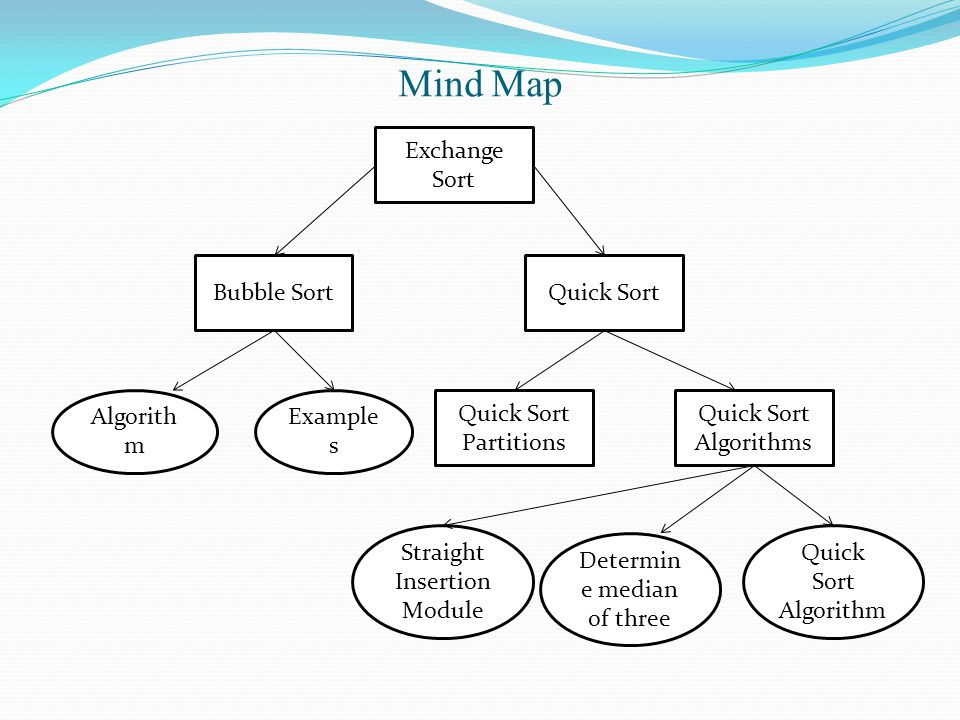 Mind Map
Exchange
Sort
Bubble Sort
Quick Sort
Algorith
m
Example
s
Quick Sort
Partitions
Quick Sort
Algorithms
Straight
Insertion
Module
Determin
e median
of three
Quick
Sort
Algorithm